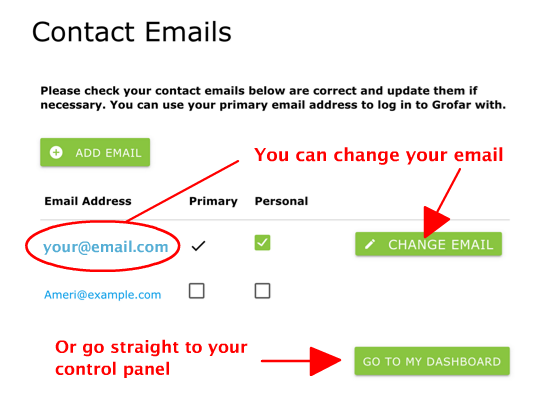 Contact Emails
Please check your contact emails below are correct and update them if
necessary. You can use your primary email address to log in to Grofar with.
ADD EMAIL
You can change your email
Email Address Primary Personal
your@email.com
CHANGE EMAIL
Ameri@example.com
Or go straight to your
control panel
GO TO MY DASHBOARD